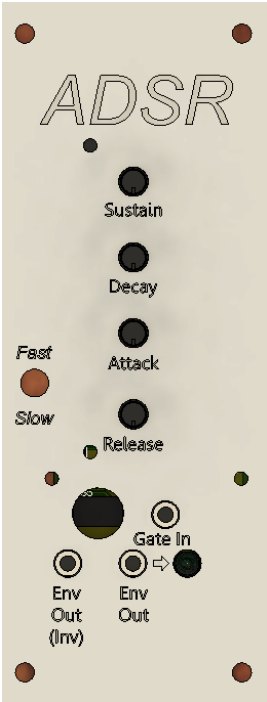 ADSR
Sustain
Decay
Attack
Fast
Slow
Release
Gate In
Env
Out
(Inv)
Env
Out